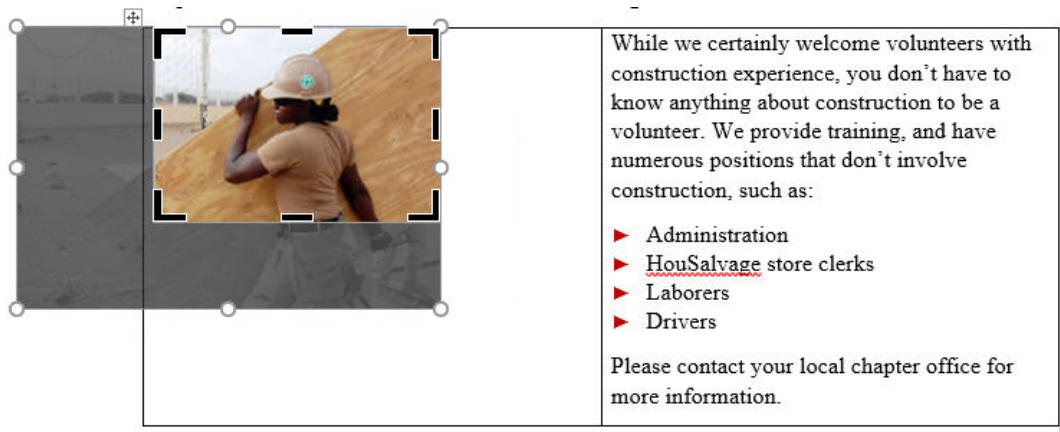 While we certainly welcome volunteers with
construction experience, you don’t have to
know anything about construction to be a
volunteer. We provide training, and have
numerous positions that don’t involve
construction, such as:
► Administration
► HouSalvage store clerks
► Laborers
► Drivers
Please contact your local chapter office for
more information.